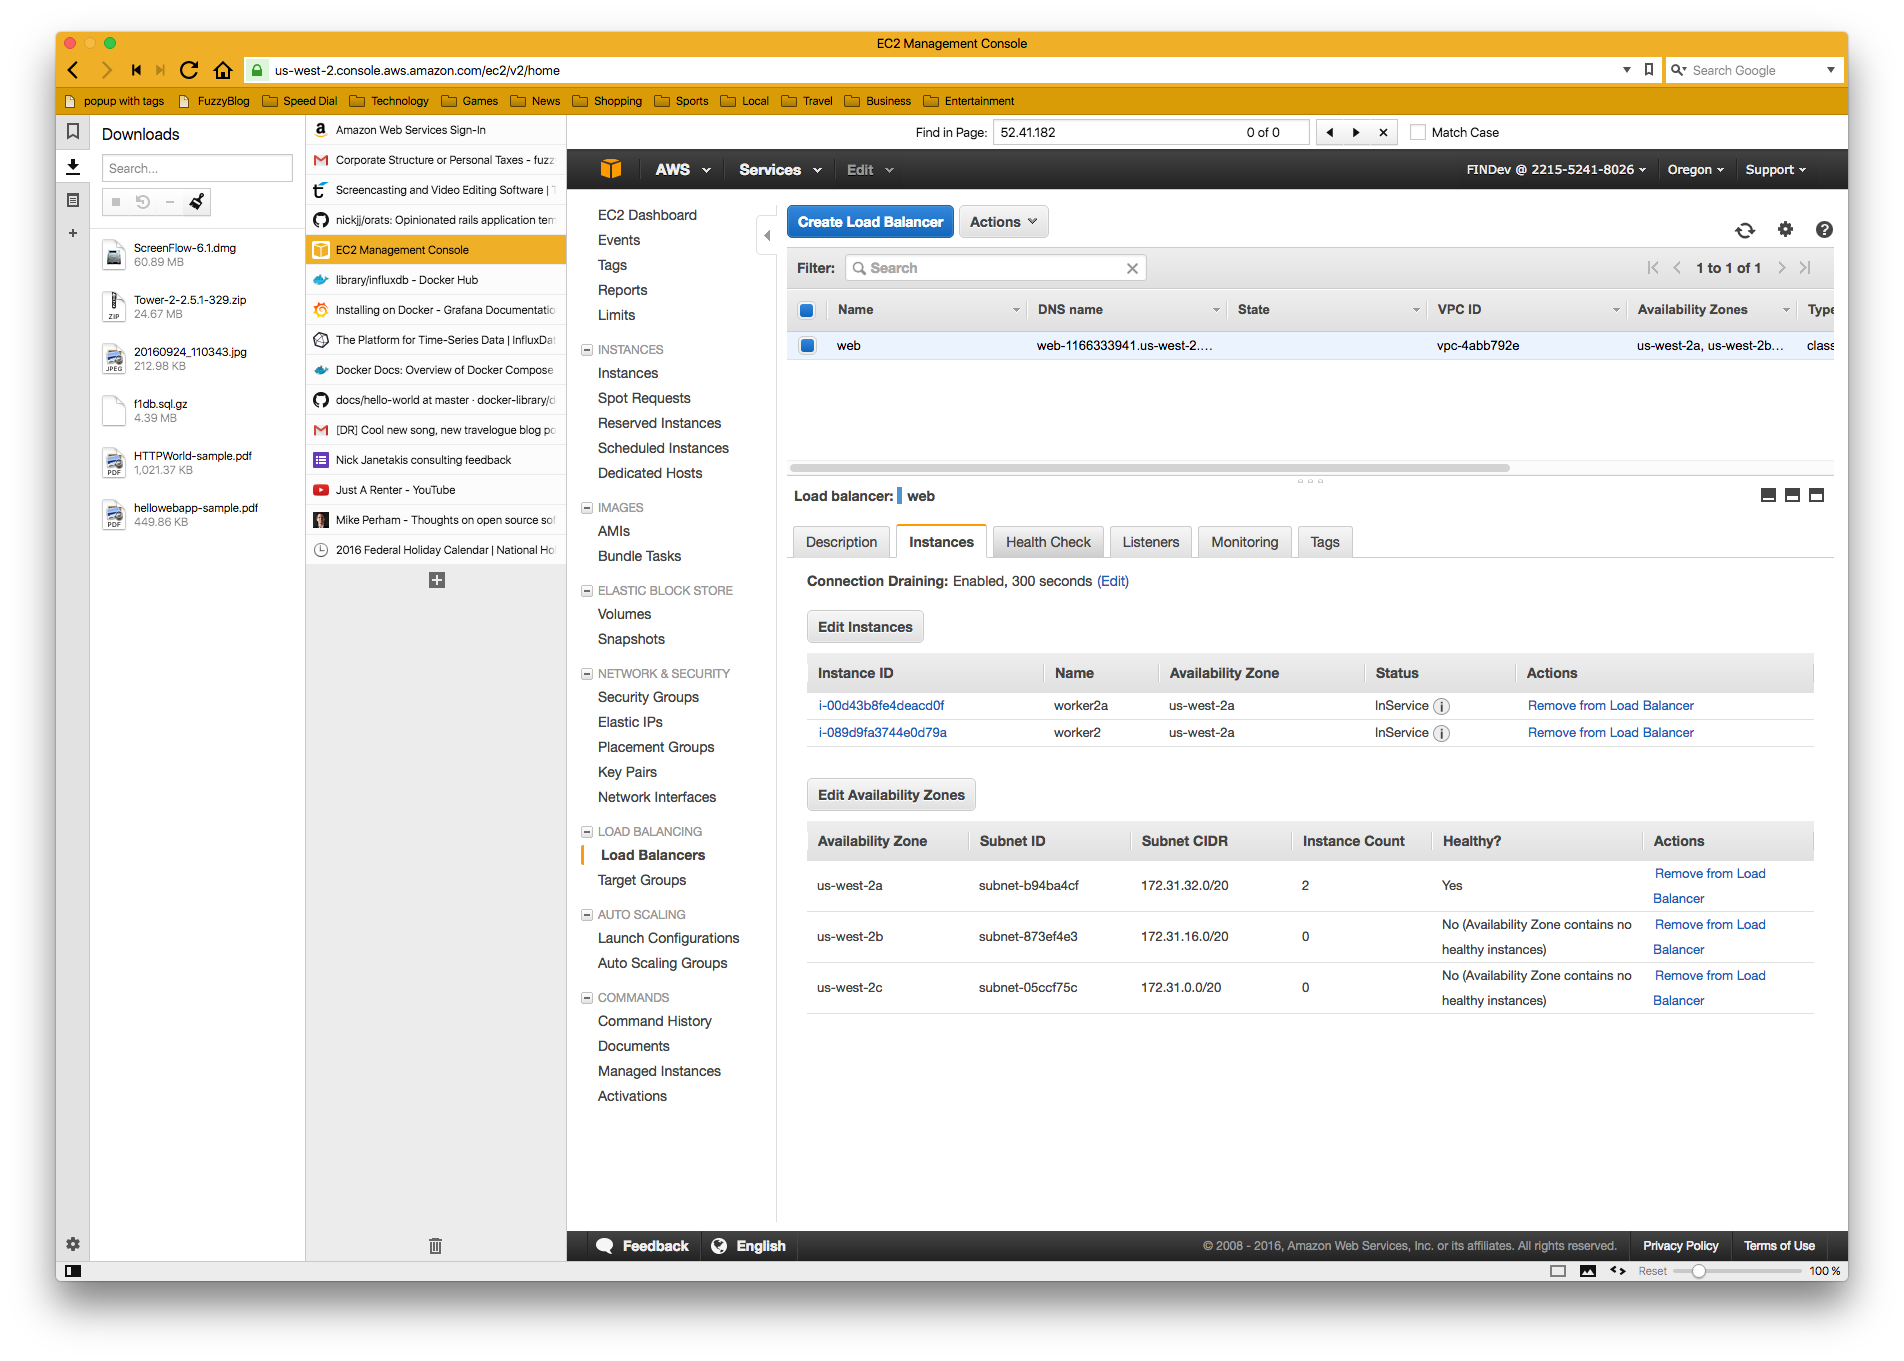 EC2 Management Console
us-west-2.console.aws.amazon.com/ec2/v2/home
Search Google
popup with tags FuzzyBlog Speed Dial Technology Games News Shopping Sports Local Travel Business Entertainment
Downloads
Search...
ScreenFlow-6.1.dmg
60.89 MB
Tower-2-2.5.1-329.zip
24.67 MB
20160924_110343.jpg
212.98 KB
f1db.sql.gz
4.39 MB
HTTPWorld-sample.pdf
1,021.37 KB
hellowebapp-sample.pdf
449.86 KB
ZIP
JPEG
PDF
PDF
Amazon Web Services Sign-In
Corporate Structure or Personal Taxes - fuzz
Screencasting and Video Editing Software |
nickjj/orats: Opinionated rails application tem
EC2 Management Console
library/influxdb - Docker Hub
Installing on Docker - Grafana Documentatio
The Platform for Time-Series Data | InfluxDat
Docker Docs: Overview of Docker Compose
docs/hello-world at master · docker-library/d
[DR] Cool new song, new travelogue blog po
Nick Janetakis consulting feedback
Just A Renter - YouTube
Mike Perham - Thoughts on open source sof
2016 Federal Holiday Calendar | National Ho
Find in Page: 52.41.182 0 of 0 Match Case
AWS Services Edit FINDev @ 2215-5241-8026 Oregon Support
EC2 Dashboard
Events
Tags
Reports
Limits
INSTANCES
Instances
Spot Requests
Reserved Instances
Scheduled Instances
Dedicated Hosts
IMAGES
AMIs
Bundle Tasks
ELASTIC BLOCK STORE
Volumes
Snapshots
NETWORK & SECURITY
Security Groups
Elastic IPs
Placement Groups
Key Pairs
Network Interfaces
LOAD BALANCING
Load Balancers
Target Groups
AUTO SCALING
Launch Configurations
Auto Scaling Groups
COMMANDS
Command History
Documents
Managed Instances
Activations
Create Load Balancer Actions
Filter: Search 1 to 1 of 1
Name DNS name State VPC ID Availability Zones Type
web web-1166333941.us-west-2.... vpc-4abb792e us-west-2a, us-west-2b... class
Load balancer: web
Description Instances Health Check Listeners Monitoring Tags
Connection Draining: Enabled, 300 seconds (Edit)
Edit Instances
Instance ID Name Availability Zone Status Actions
i-00d43b8fe4deacd0f worker2a us-west-2a InService Remove from Load Balancer
i-089d9fa3744e0d79a worker2 us-west-2a InService Remove from Load Balancer
Edit Availability Zones
Availability Zone Subnet ID Subnet CIDR Instance Count Healthy? Actions
us-west-2a subnet-b94ba4cf 172.31.32.0/20 2 Yes Remove from Load
Balancer
us-west-2b subnet-873ef4e3 172.31.16.0/20 0 No (Availability Zone contains no Remove from Load
healthy instances) Balancer
us-west-2c subnet-05ccf75c 172.31.0.0/20 0 No (Availability Zone contains no Remove from Load
healthy instances) Balancer
Feedback English © 2008 - 2016, Amazon Web Services, Inc. or its affiliates. All rights reserved. Privacy Policy Terms of Use
Reset 100 %